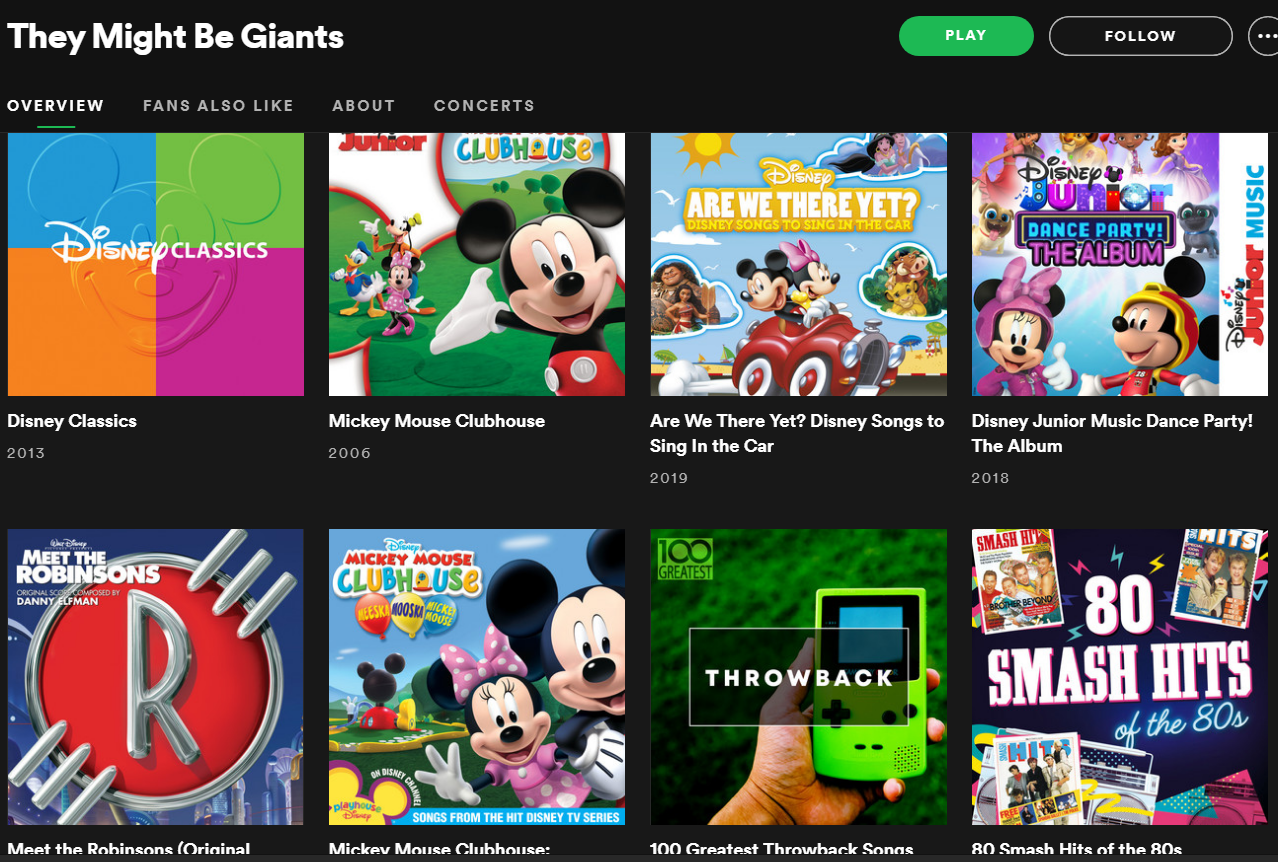 They Might Be Giants
PLAY
FOLLOW
OVERVIEW
FANS ALSO LIKE
ABOUT
CONCERTS
Disney CLASSICS
Junior
CLUBHOUSE
Disney
ARE WE THERE YET?
DISNEY SONGS TO SING IN THE CAR
Disney
JUNIOR
DANCE PARTY!
THE ALBUM
Disney Junior MUSIC
Disney Classics
2013
Mickey Mouse Clubhouse
2006
Are We There Yet? Disney Songs to
Sing In the Car
2019
Disney Junior Music Dance Party!
The Album
2018
WALT DISNEY
MEET THE
ROBINSONS
ORIGINAL SCORE COMPOSED BY
DANNY ELFMAN
R
Disney
MICKEY MOUSE
CLUBHOUSE
MEESKA MOOSKA MICKEY MOUSE
ON DISNEY CHANNEL
playhouse
Disney
SONGS FROM THE HIT DISNEY TV SERIES
100
GREATEST
THROWBACK
SMASH HITS
BROTHER BEYOND
HITS
80
SMASH HITS
of the 80s
HITS
FREE
Meet the Robinsons (Original
Mickey Mouse Clubhouse:
100 Greatest Throwback Songs
80 Smash Hits of the 80s